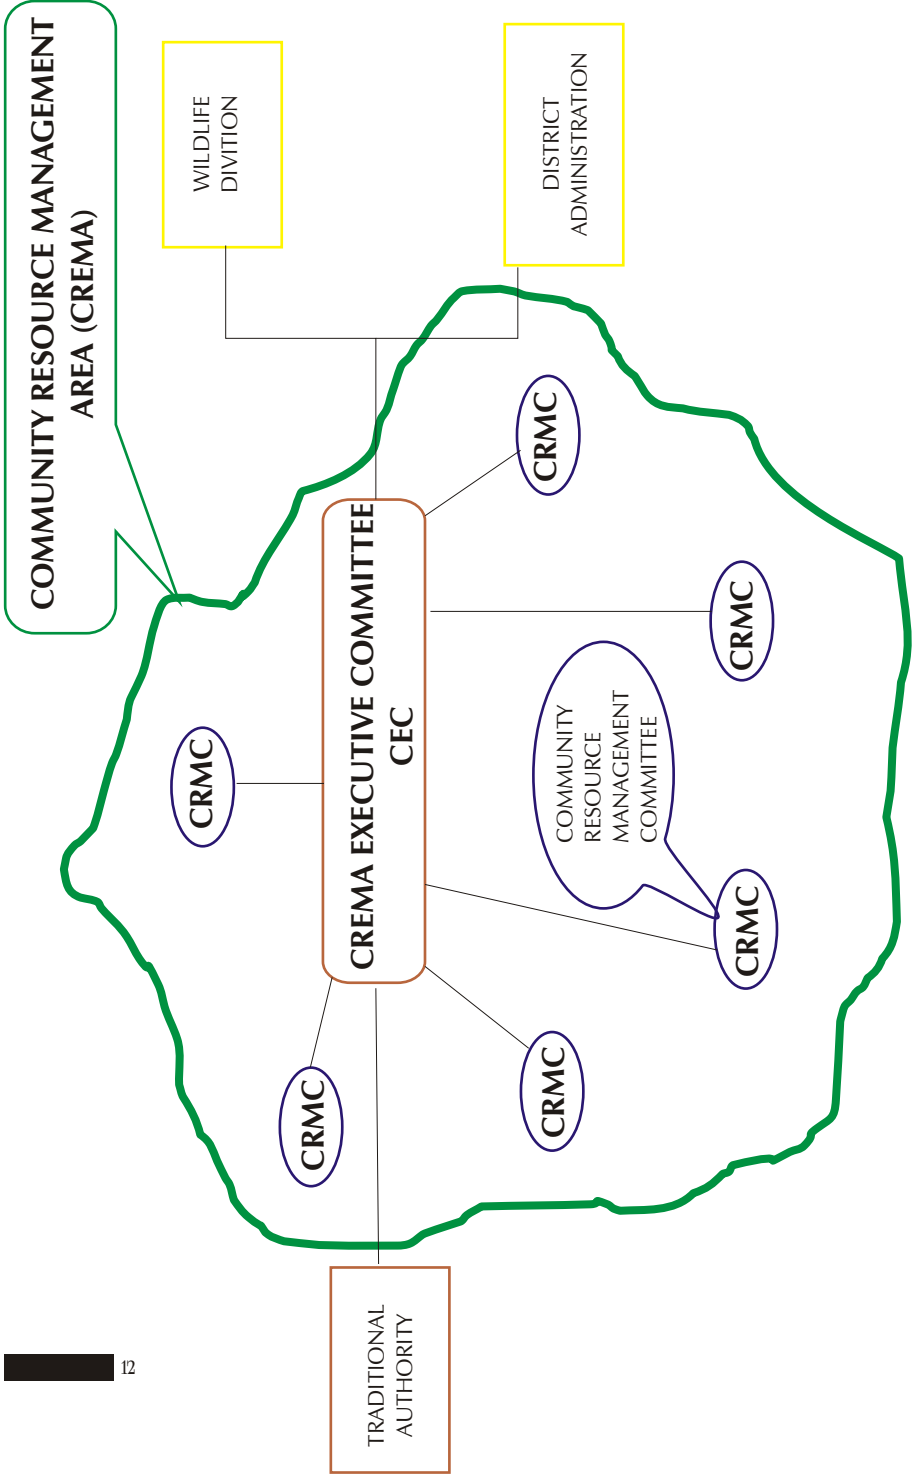 COMMUNITY RESOURCE MANAGEMENT
AREA (CREMA)
WILDLIFE
DIVITION
DISTRICT
ADMINISTRATION
CRMC
CREMA EXECUTIVE COMMITTEE
CEC
CRMC
CRMC
COMMUNITY
RESOURCE
MANAGEMENT
COMMITTEE
CRMC
CRMC
CRMC
TRADITIONAL
AUTHORITY
12